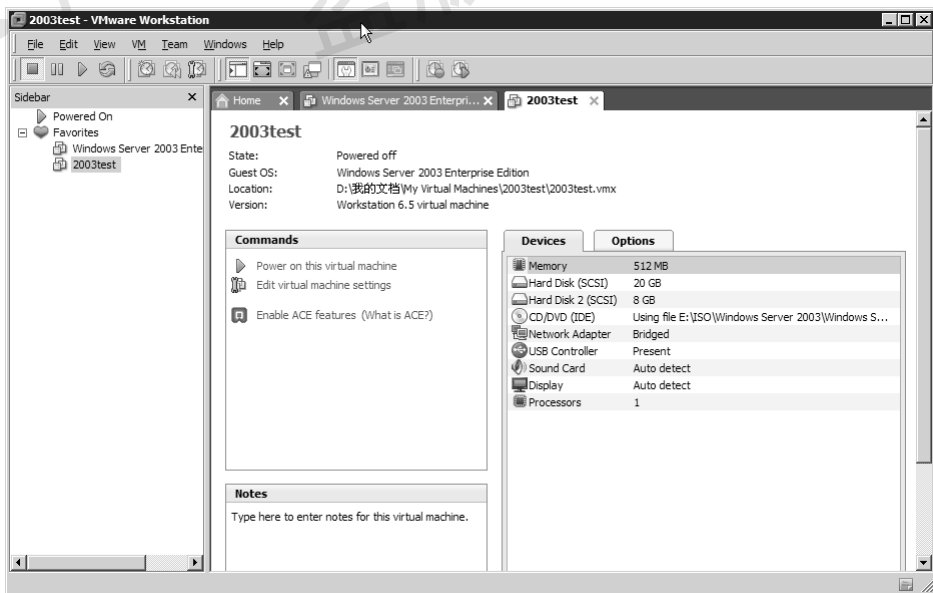 2003test - VMware Workstation
File Edit View VM Team Windows Help
Sidebar
Powered On
Favorites
Windows Server 2003 Ente
2003test
Home
Windows Server 2003 Enterpri...
2003test
2003test
State: Powered off
Guest OS: Windows Server 2003 Enterprise Edition
Location: D:\我的文档\My Virtual Machines\2003test\2003test.vmx
Version: Workstation 6.5 virtual machine
Commands
Power on this virtual machine
Edit virtual machine settings
Enable ACE features (What is ACE?)
Devices Options
Memory 512 MB
Hard Disk (SCSI) 20 GB
Hard Disk 2 (SCSI) 8 GB
CD/DVD (IDE) Using file E:\ISO\Windows Server 2003\Windows S...
Network Adapter Bridged
USB Controller Present
Sound Card Auto detect
Display Auto detect
Processors 1
Notes
Type here to enter notes for this virtual machine.